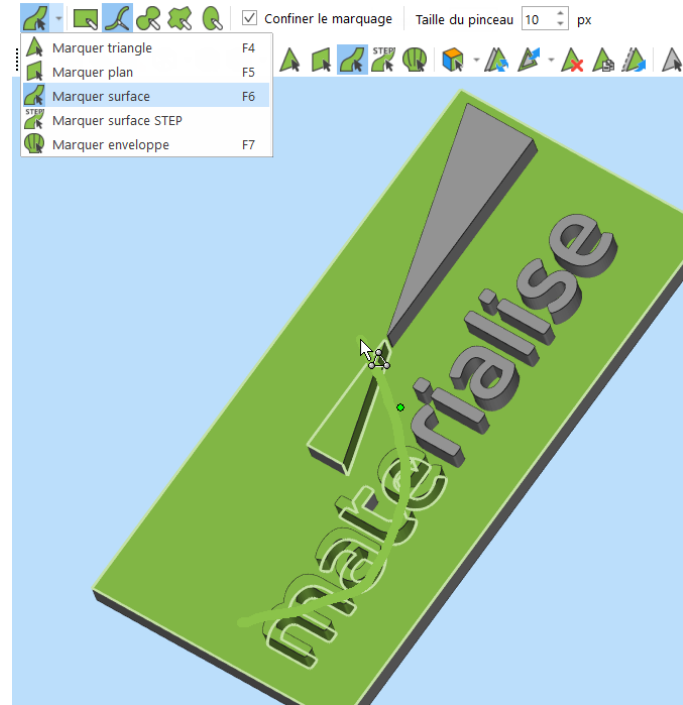 Confiner le marquage Taille du pinceau 10 px
Marquer triangle F4
Marquer plan F5
Marquer surface F6
STEP Marquer surface STEP
Marquer enveloppe F7
STEP
materialise